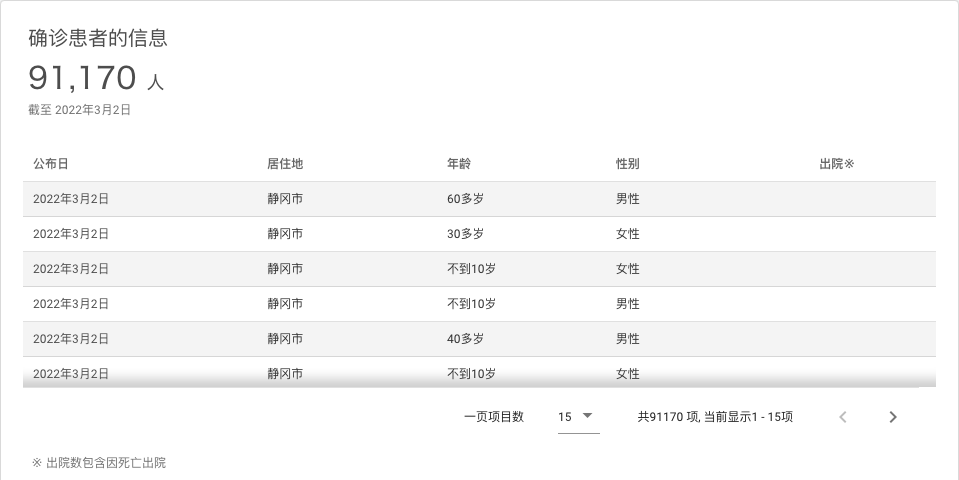 确诊患者的信息
91,170 人
截至 2022年3月2日
公布日 居住地 年龄 性别 出院※
2022年3月2日 静冈市 60多岁 男性
2022年3月2日 静冈市 30多岁 女性
2022年3月2日 静冈市 不到10岁 女性
2022年3月2日 静冈市 不到10岁 男性
2022年3月2日 静冈市 40多岁 男性
2022年3月2日 静冈市 不到10岁 女性
一页项目数 15 共91170 项, 当前显示1 - 15项
※ 出院数包含因死亡出院